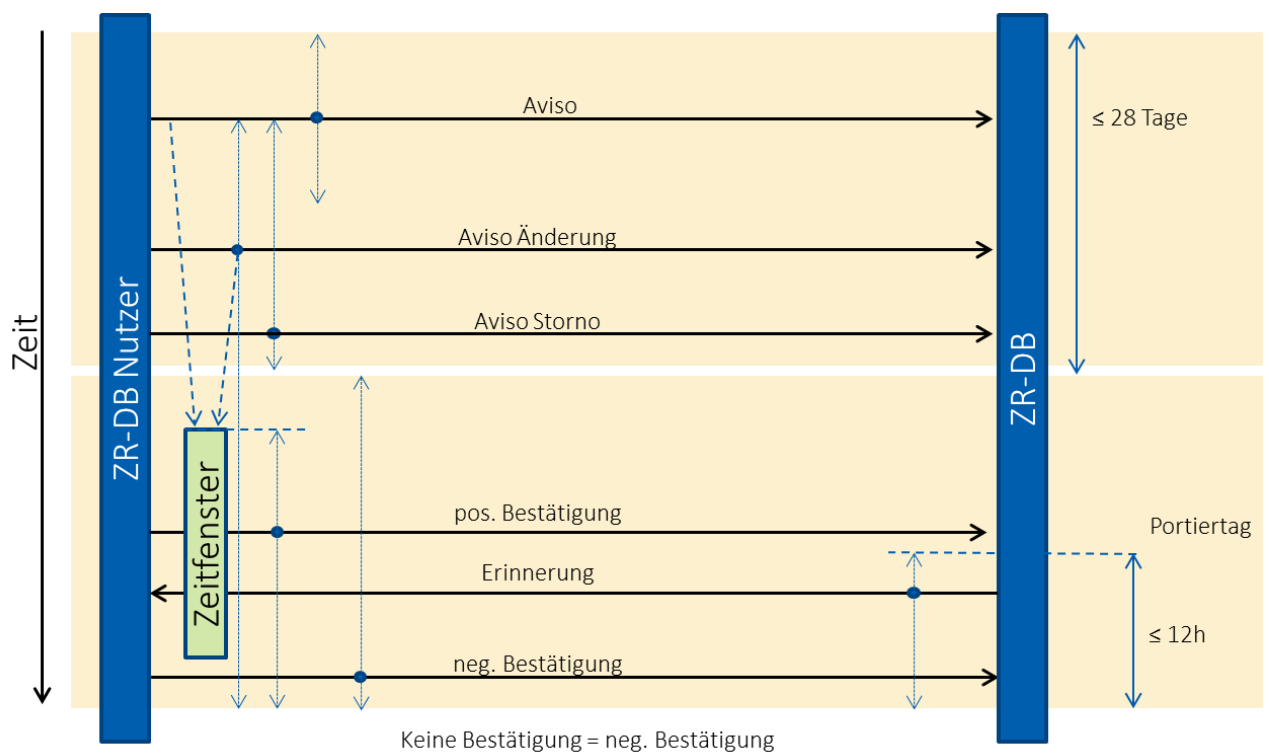 Zeit
ZR-DB Nutzer
ZR-DB
Aviso
≤ 28 Tage
Aviso Änderung
Aviso Storno
Zeitfenster
pos. Bestätigung
Portiertag
Erinnerung
≤ 12h
neg. Bestätigung
Keine Bestätigung = neg. Bestätigung